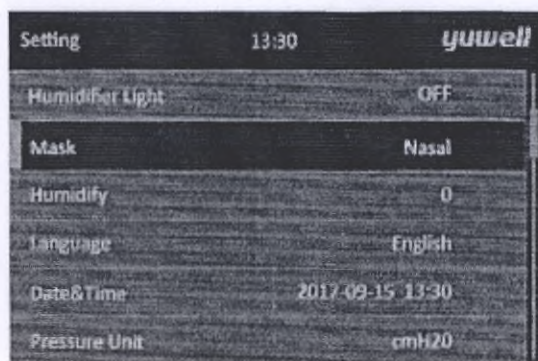 Setting 13:30 yuwell
Humidifier Light OFF
Mask Nasal
Humidify 0
Language English
Date&Time 2017-09-15 13:30
Pressure Unit cmH20